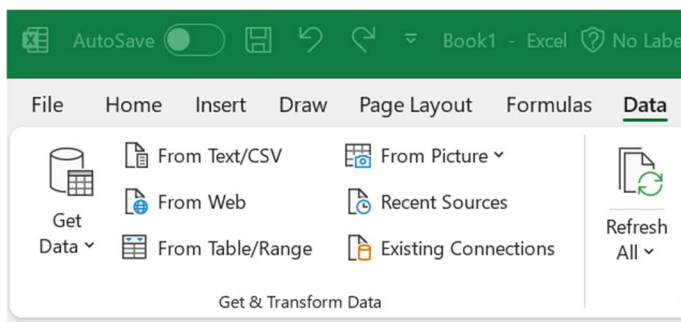 AutoSave Book1 - Excel No Labe
File Home Insert Draw Page Layout Formulas Data
Get
Data
From Text/CSV
From Web
From Table/Range
From Picture
Recent Sources
Existing Connections
Get & Transform Data
Refresh
All